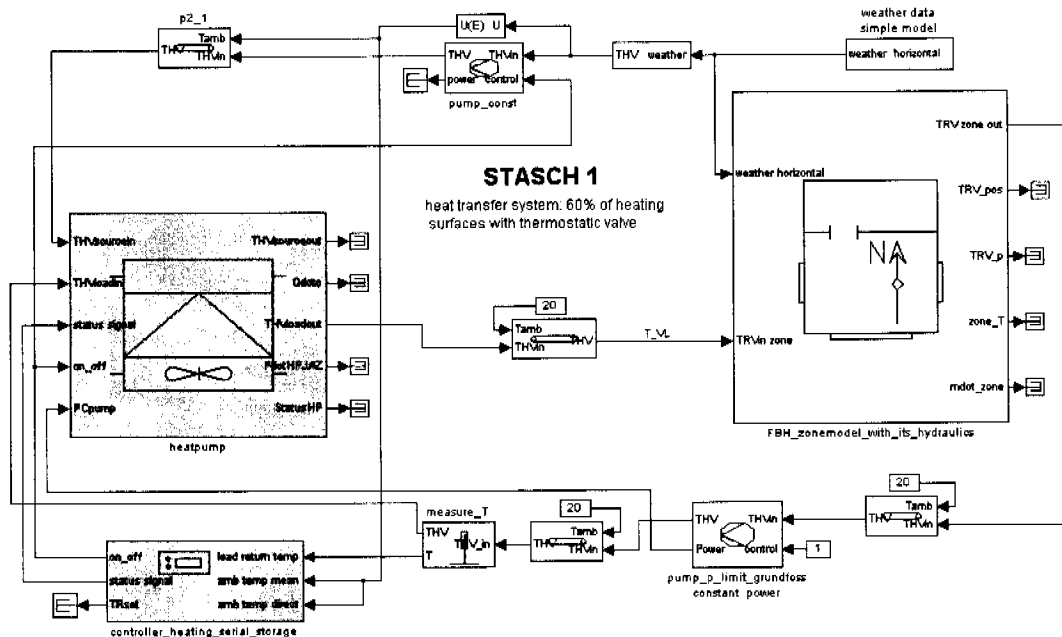 p2_1
Tamb
THV THVin
U(E) U
THV THVin
power control
pump_const
THV weather
weather data
simple model
weather horizontal
STASCH 1
heat transfer system: 60% of heating
surfaces with thermostatic valve
TRV zone out
weather horizontal
TRV_pos
TRV_p
NA
zone_T
TRVin zone
mdot_zone
FBH_zonemodel_with_its_hydraulics
THVsourcein THVsourceout
THVloadin Qdota
status signal THVloadout
on_off
PCpump StatusHP
heatpump
20
Tamb
THVin THV
T_VL
measure_T
THV
T
20
Tamb
THV THVin
THV THVin
Power control
1
pump_p_limit_grundfoss
constant power
20
Tamb
THV THVin
on_off load return temp
status signal amb temp mean
TRset amb temp direct
controller_heating_serial_storage